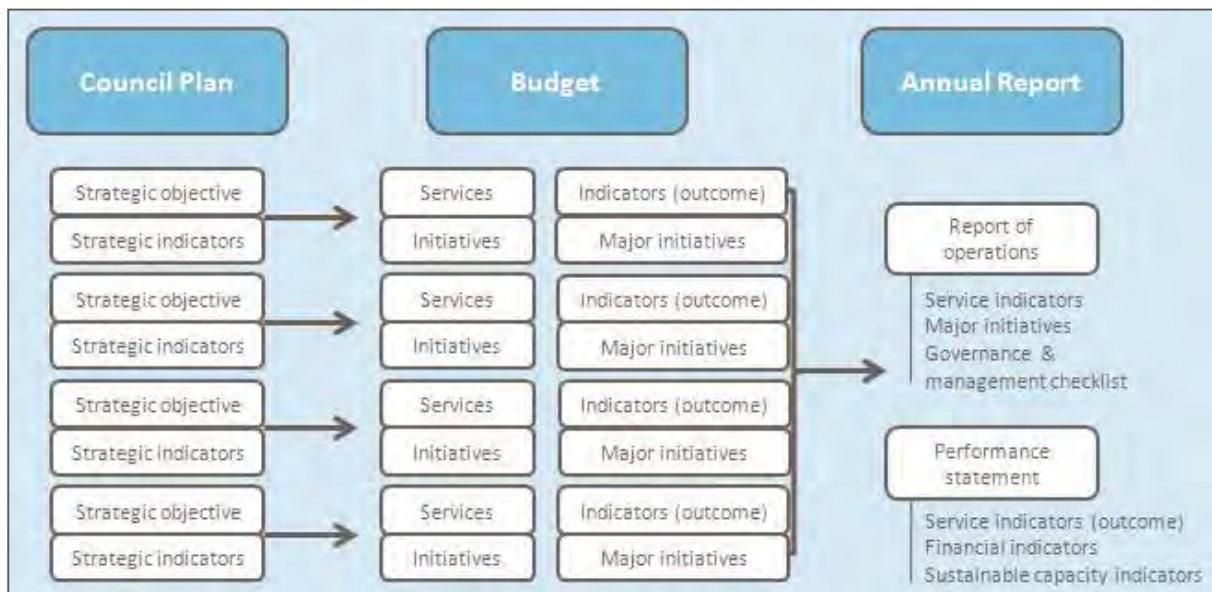 Council Plan
Budget
Annual Report
Strategic objective
Strategic indicators
Services
Initiatives
Indicators (outcome)
Major initiatives
Strategic objective
Strategic indicators
Services
Initiatives
Indicators (outcome)
Major initiatives
Strategic objective
Strategic indicators
Services
Initiatives
Indicators (outcome)
Major initiatives
Strategic objective
Strategic indicators
Services
Initiatives
Indicators (outcome)
Major initiatives
Report of
operations
Service indicators
Major initiatives
Governance &
management checklist
Performance
statement
Service indicators (outcome)
Financial indicators
Sustainable capacity indicators